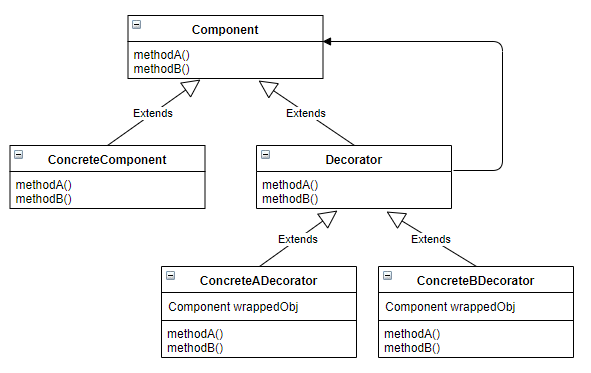 Component
methodA()
methodB()
Extends
Extends
ConcreteComponent
methodA()
methodB()
Decorator
methodA()
methodB()
Extends
Extends
ConcreteADecorator
Component wrappedObj
methodA()
methodB()
ConcreteBDecorator
Component wrappedObj
methodA()
methodB()